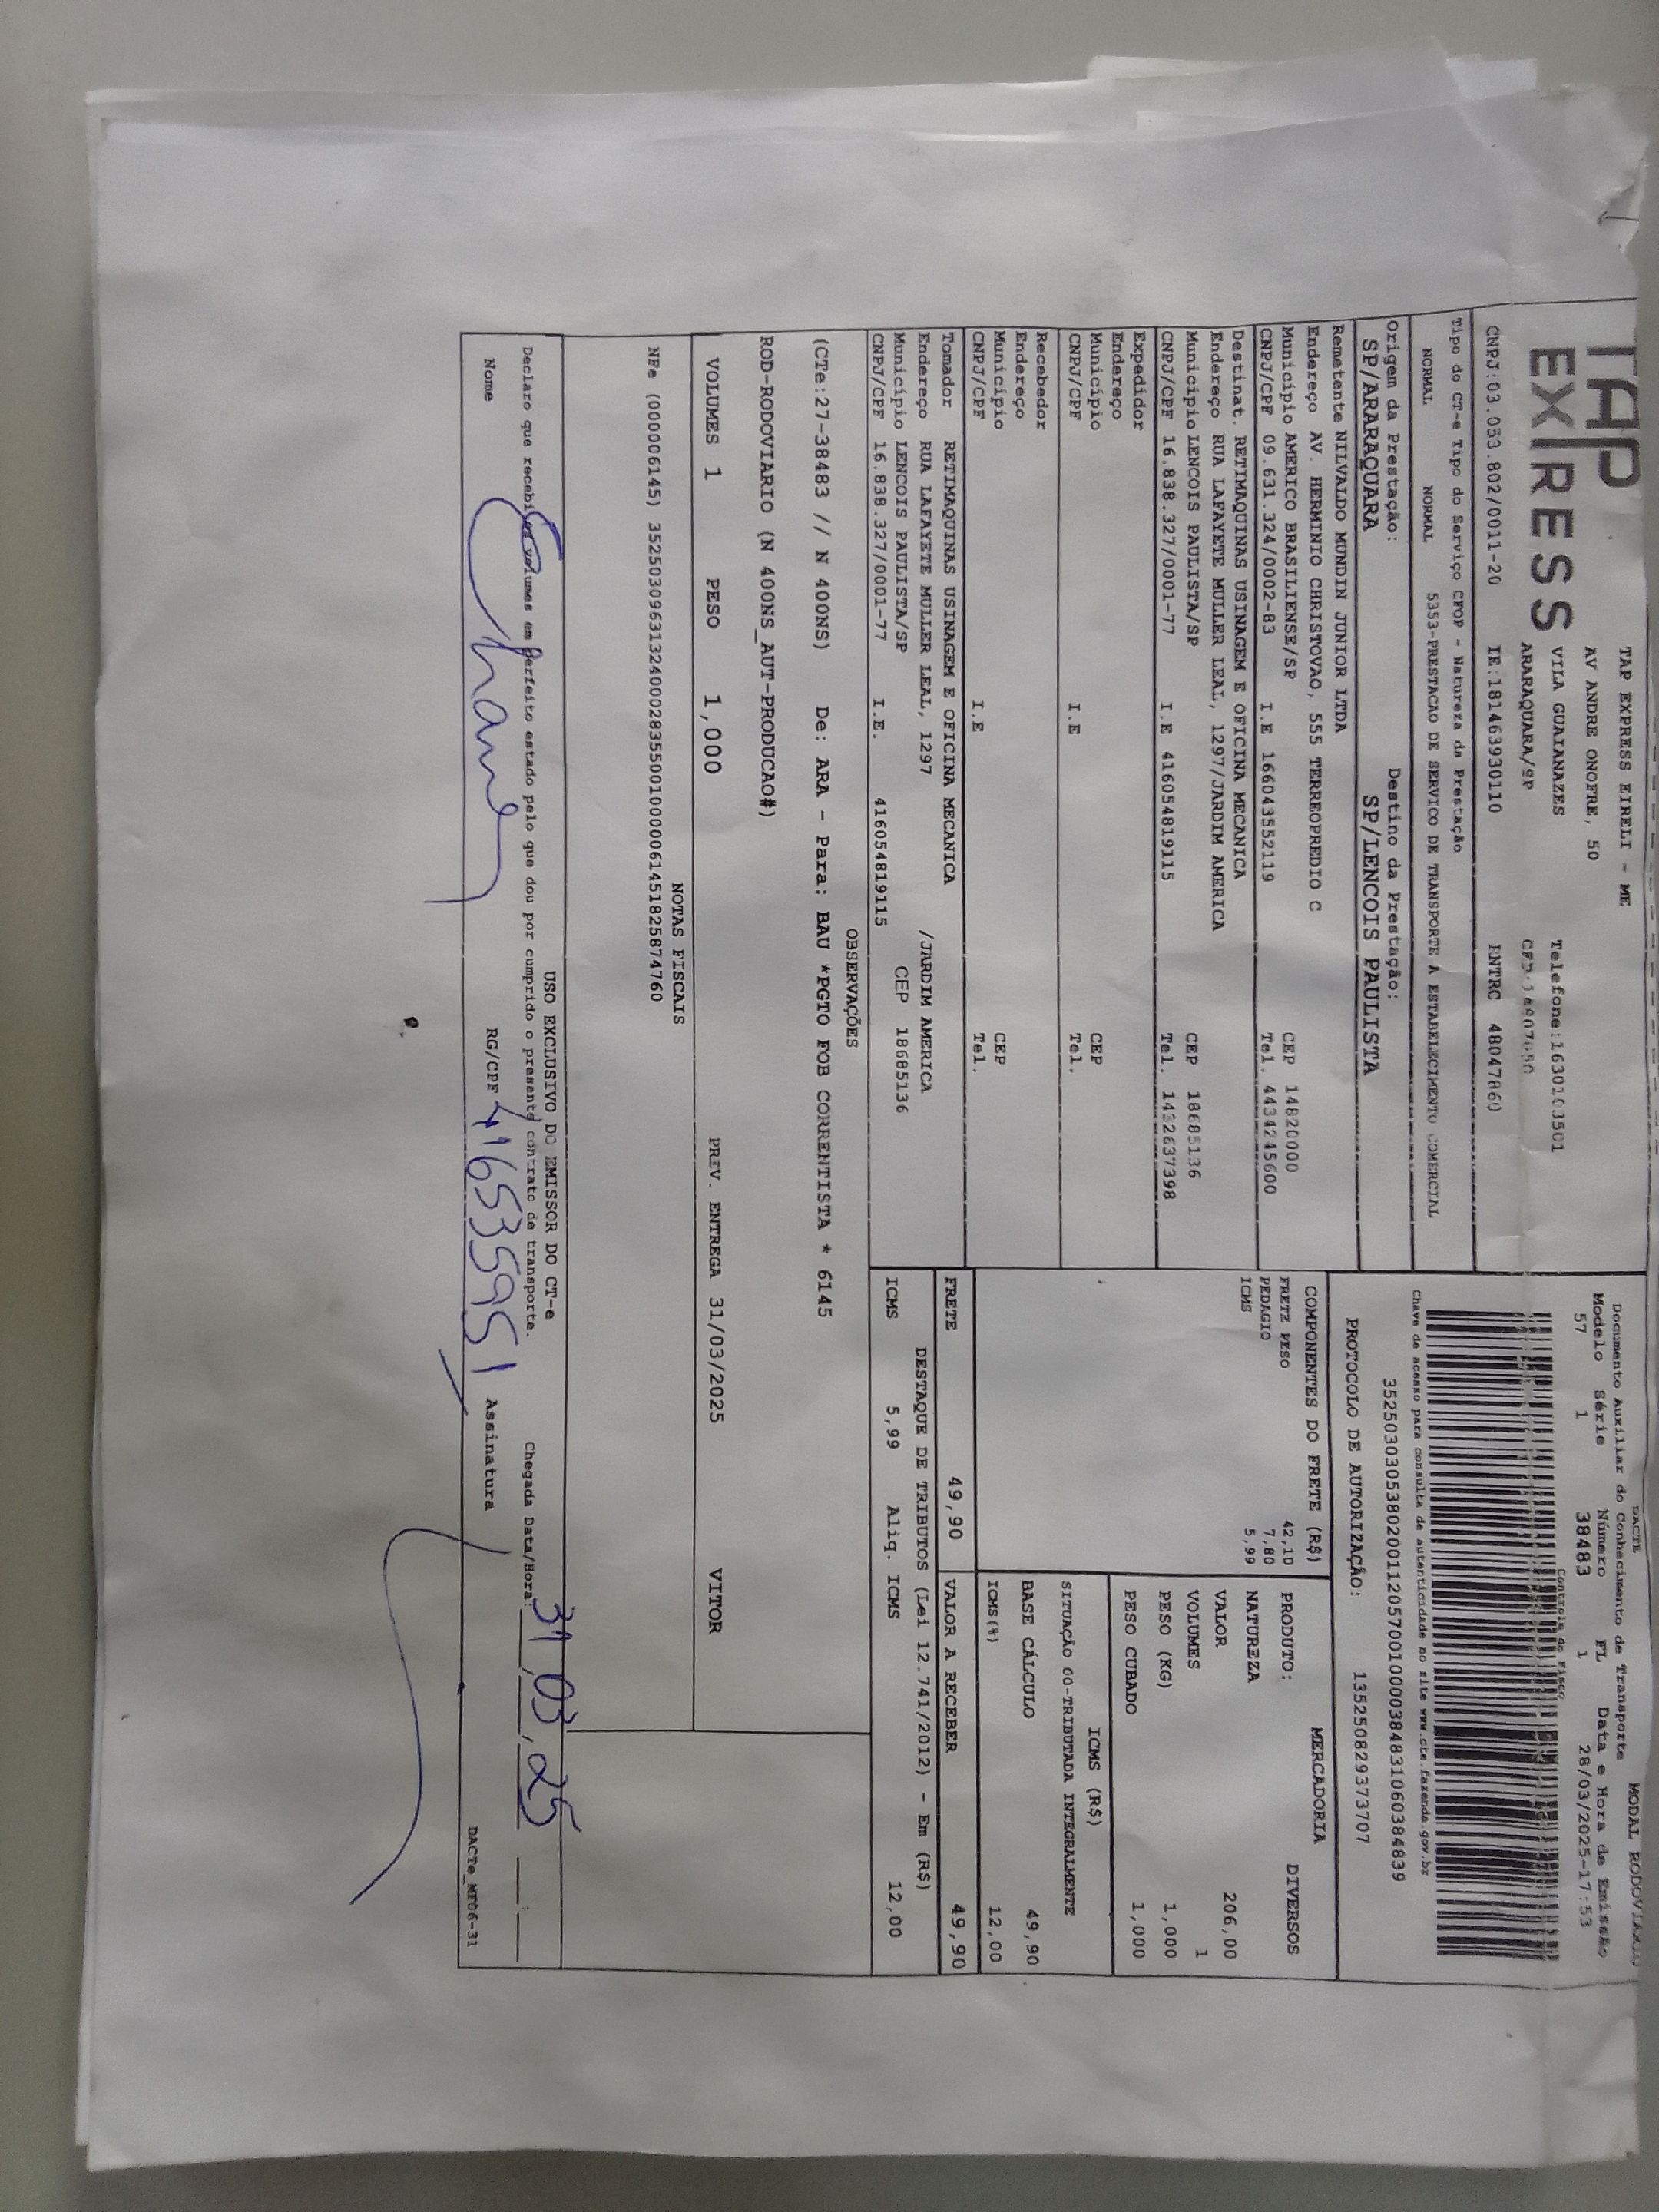 TAP
EXPRESS
TAP EXPRESS EIRELI - ME
AV ANDRE ONOFRE, 50
VILA GUAIANAZES Telefone:1630103501
ARARAQUARA/SP
CNPJ:03.053.802/0011-20 IE:181463930110 RNTRC 48047860
Tipo do CT-e Tipo do Serviço CFOP - Natureza da Prestação
NORMAL NORMAL 5353-PRESTACAO DE SERVICO DE TRANSPORTE A ESTABELECIMENTO COMERCIAL
Origem da Prestação: Destino da Prestação:
SP/ARARAQUARA SP/LENCOIS PAULISTA
DACTE MODAL RODOVIARIO
Documento Auxiliar do Conhecimento de Transporte
Modelo Série Número FL Data e Hora de Emissão
57 1 38483 1 28/03/2025-17:53
Controle do Fisco
Chave de acesso para consulta de autenticidade no site www.cte.fazenda.gov.br
35250303053802001120570010000384831060384839
PROTOCOLO DE AUTORIZAÇÃO: 135250829373707
Remetente NILVALDO MUNDIN JUNIOR LTDA
Endereço AV. HERMINIO CHRISTOVAO, 555 TERREOPREDIO C
Município AMERICO BRASILIENSE/SP CEP 14820000
CNPJ/CPF 09.631.324/0002-83 I.E 166043552119 Tel. 4434245600
Destinat. RETIMAQUINAS USINAGEM E OFICINA MECANICA
Endereço RUA LAFAYETE MULLER LEAL, 1297/JARDIM AMERICA
Município LENCOIS PAULISTA/SP CEP 18685136
CNPJ/CPF 16.838.327/0001-77 I.E 416054819115 Tel. 1432637398
Expedidor
Endereço
Município CEP
CNPJ/CPF I.E Tel.
Recebedor
Endereço
Município CEP
CNPJ/CPF I.E Tel.
Tomador RETIMAQUINAS USINAGEM E OFICINA MECANICA
Endereço RUA LAFAYETE MULLER LEAL, 1297 /JARDIM AMERICA
Município LENCOIS PAULISTA/SP CEP 18685136
CNPJ/CPF 16.838.327/0001-77 I.E. 416054819115
COMPONENTES DO FRETE (R$)
FRETE PESO 42,10
PEDAGIO 7,80
ICMS 5,99
MERCADORIA
PRODUTO: DIVERSOS
NATUREZA
VALOR 206,00
VOLUMES 1
PESO (KG) 1,000
PESO CUBADO 1,000
ICMS (R$)
SITUAÇÃO 00-TRIBUTADA INTEGRALMENTE
BASE CÁLCULO 49,90
ICMS(%) 12,00
FRETE 49,90 VALOR A RECEBER 49,90
DESTAQUE DE TRIBUTOS (Lei 12.741/2012) - Em (R$)
ICMS 5,99 Aliq. ICMS 12,00
OBSERVAÇÕES
(CTe:27-38483 // N 400NS) De: ARA - Para: BAU *PGTO FOB CORRENTISTA * 6145
ROD-RODOVIARIO (N 400NS_AUT-PRODUCAO#)
VOLUMES 1 PESO 1,000 PREV. ENTREGA 31/03/2025 VITOR
NOTAS FISCAIS
NFe (000006145) 35250309631324000283550010000061451825874760
USO EXCLUSIVO DO EMISSOR DO CT-e
Declaro que recebi os volumes em perfeito estado pelo que dou por cumprido o presente contrato de transporte. Chegada Data/Hora: 31,03,25 __:__
Nome RG/CPF 416535951 Assinatura
DACTe_MF06-31